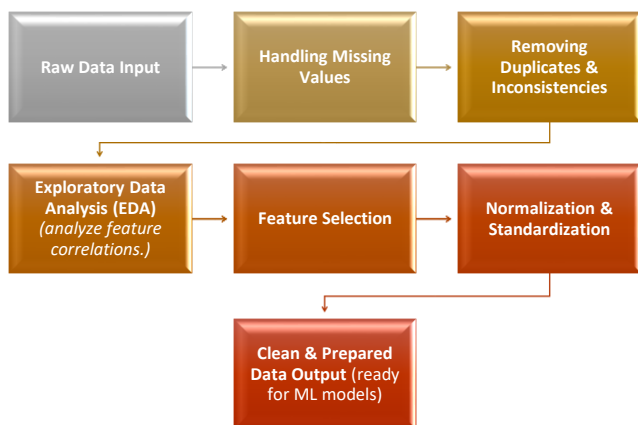 Raw Data Input
Handling Missing
Values
Removing
Duplicates &
Inconsistencies
Exploratory Data
Analysis (EDA)
(analyze feature
correlations.)
Feature Selection
Normalization &
Standardization
Clean & Prepared
Data Output (ready
for ML models)